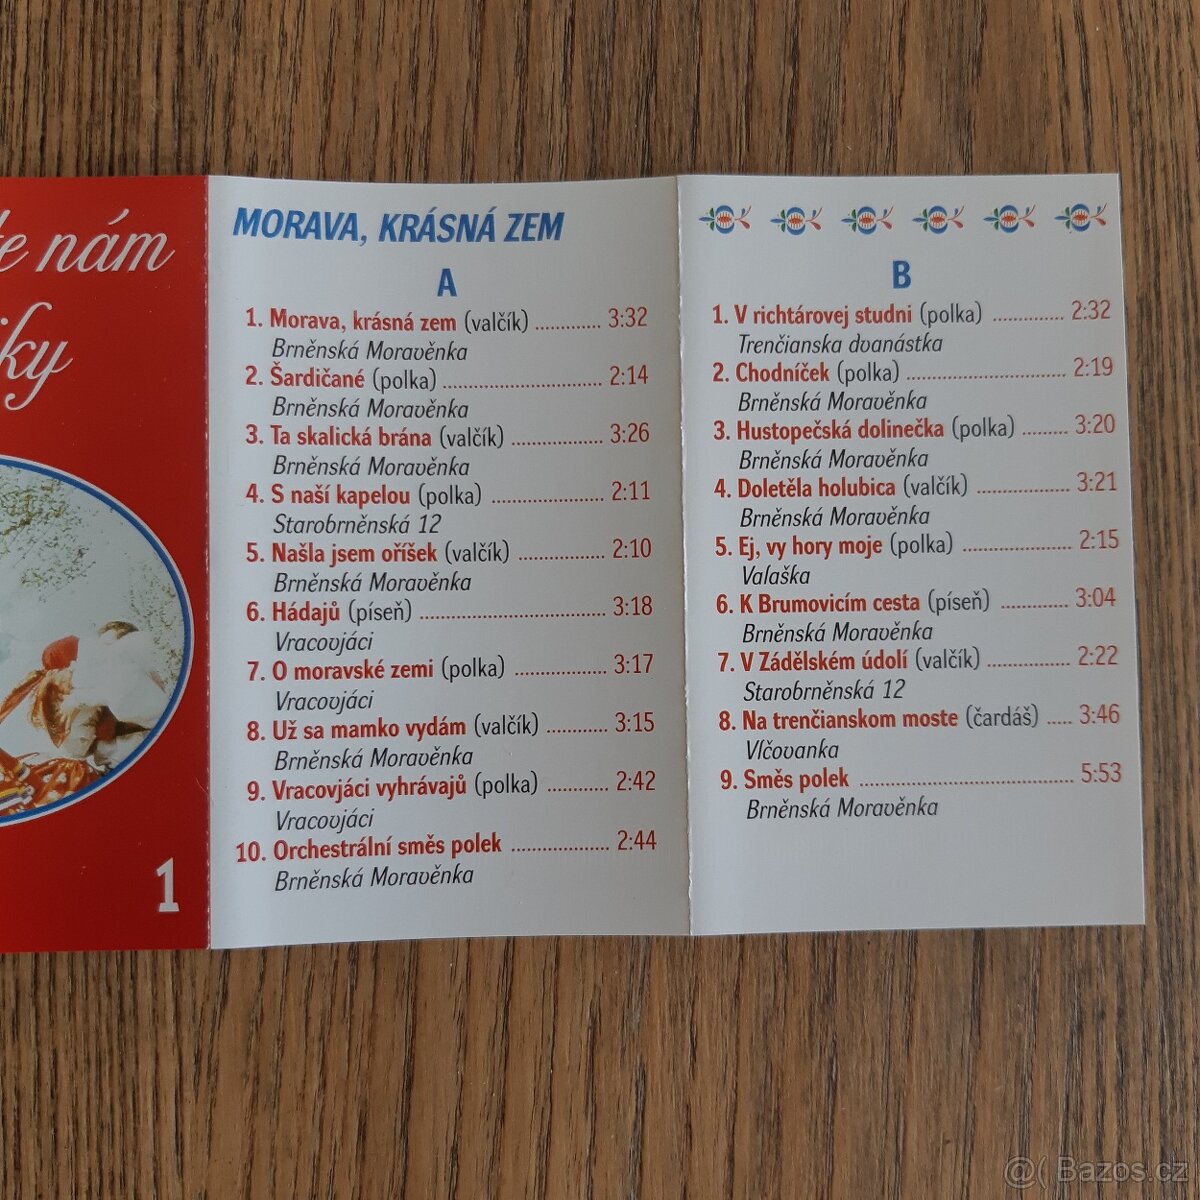 nám
1
MORAVA, KRÁSNÁ ZEM
A
1. Morava, krásná zem (valčík) ............. 3:32
Brněnská Moravěnka
2. Šardičané (polka) ............................... 2:14
Brněnská Moravěnka
3. Ta skalická brána (valčík) .................. 3:26
Brněnská Moravěnka
4. S naší kapelou (polka) ....................... 2:11
Starobrněnská 12
5. Našla jsem oříšek (valčík) ................. 2:10
Brněnská Moravěnka
6. Hádajů (píseň) ..................................... 3:18
Vracovjáci
7. O moravské zemi (polka) .................. 3:17
Vracovjáci
8. Už sa mamko vydám (valčík) ............ 3:15
Brněnská Moravěnka
9. Vracovjáci vyhrávajů (polka) ............ 2:42
Vracovjáci
10. Orchestrální směs polek ................... 2:44
Brněnská Moravěnka
B
1. V richtárovej studni (polka) .............. 2:32
Trenčianska dvanástka
2. Chodníček (polka) ................................ 2:19
Brněnská Moravěnka
3. Hustopečská dolinečka (polka) ......... 3:20
Brněnská Moravěnka
4. Doletěla holubica (valčík) .................. 3:21
Brněnská Moravěnka
5. Ej, vy hory moje (polka) ..................... 2:15
Valaška
6. K Brumovicím cesta (píseň) ............. 3:04
Brněnská Moravěnka
7. V Zádělském údolí (valčík) ................ 2:22
Starobrněnská 12
8. Na trenčianskom moste (čardáš) ..... 3:46
Vlčovanka
9. Směs polek .......................................... 5:53
Brněnská Moravěnka
@( Bazos.cz